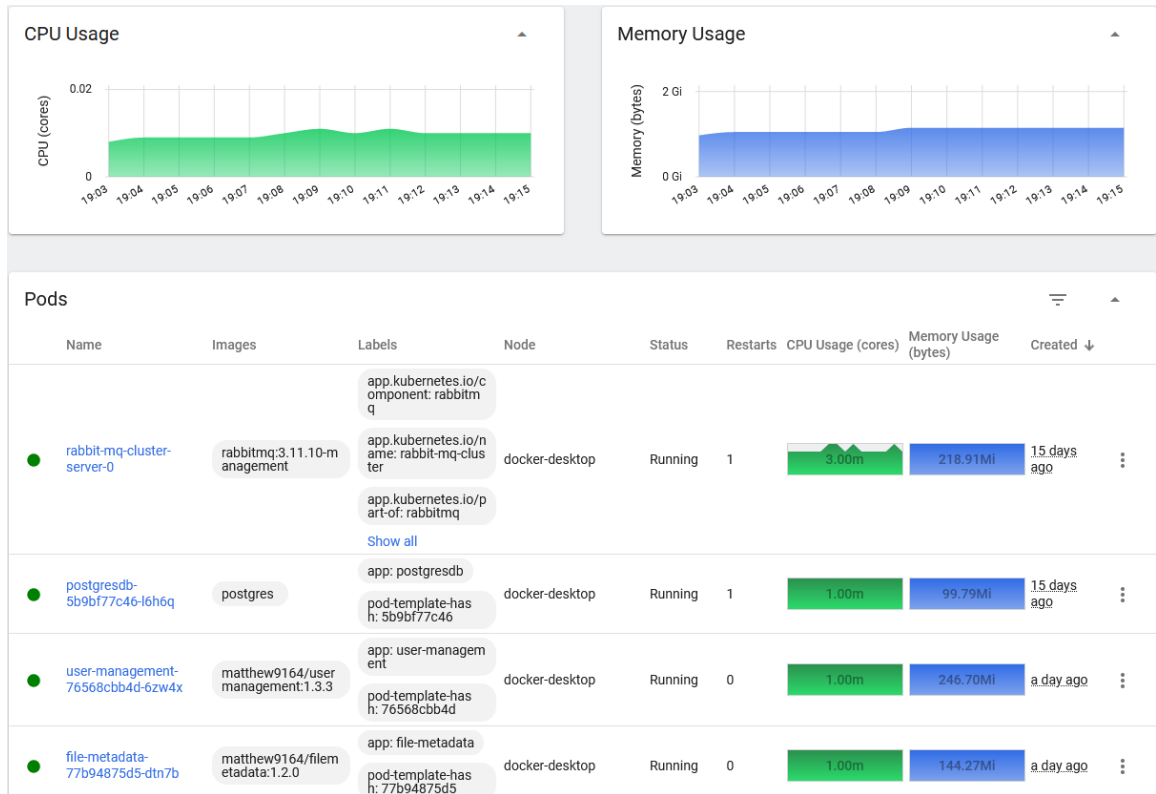 CPU Usage
CPU (cores)
0.02
0
19:03 19:04 19:05 19:06 19:07 19:08 19:09 19:10 19:11 19:12 19:13 19:14 19:15
Memory Usage
Memory (bytes)
2 Gi
0 Gi
19:03 19:04 19:05 19:06 19:07 19:08 19:09 19:10 19:11 19:12 19:13 19:14 19:15
Pods
Name Images Labels Node Status Restarts CPU Usage (cores) Memory Usage
(bytes) Created
rabbit-mq-cluster-
server-0
rabbitmq:3.11.10-m
anagement
app.kubernetes.io/c
omponent: rabbitm
q
app.kubernetes.io/n
ame: rabbit-mq-clus
ter
app.kubernetes.io/p
art-of: rabbitmq
Show all
docker-desktop
Running
1
3.00m
218.91Mi
15 days
ago
postgresdb-
5b9bf77c46-l6h6q
postgres
app: postgresdb
pod-template-has
h: 5b9bf77c46
docker-desktop
Running
1
1.00m
99.79Mi
15 days
ago
user-management-
76568cbb4d-6zw4x
matthew9164/user
management:1.3.3
app: user-managem
ent
pod-template-has
h: 76568cbb4d
docker-desktop
Running
0
1.00m
246.70Mi
a day ago
file-metadata-
77b94875d5-dtn7b
matthew9164/filem
etadata:1.2.0
app: file-metadata
pod-template-has
h: 77b94875d5
docker-desktop
Running
0
1.00m
144.27Mi
a day ago